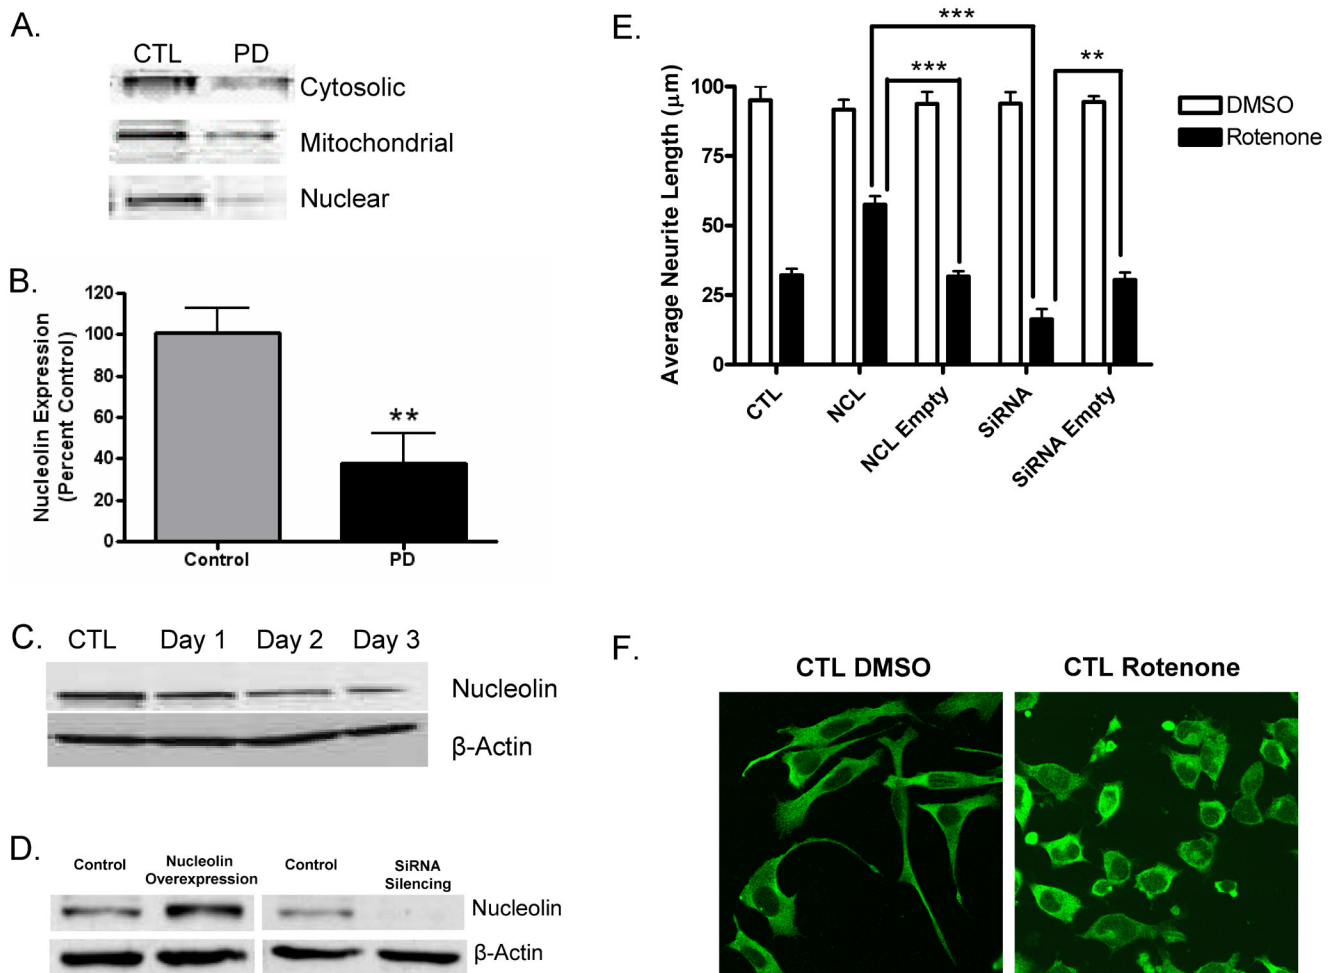 A.
CTL PD
Cytosolic
Mitochondrial
Nuclear
B.
Nucleolin Expression
(Percent Control)
120
100
80
60
40
20
0
**
Control PD
C.
CTL Day 1 Day 2 Day 3
Nucleolin
β-Actin
D.
Control
Nucleolin
Overexpression
Control
SiRNA
Silencing
Nucleolin
β-Actin
E.
***
***
**
Average Neurite Length (μm)
100
75
50
25
0
CTL
NCL
NCL Empty
SiRNA
SiRNA Empty
DMSO
Rotenone
F.
CTL DMSO
CTL Rotenone